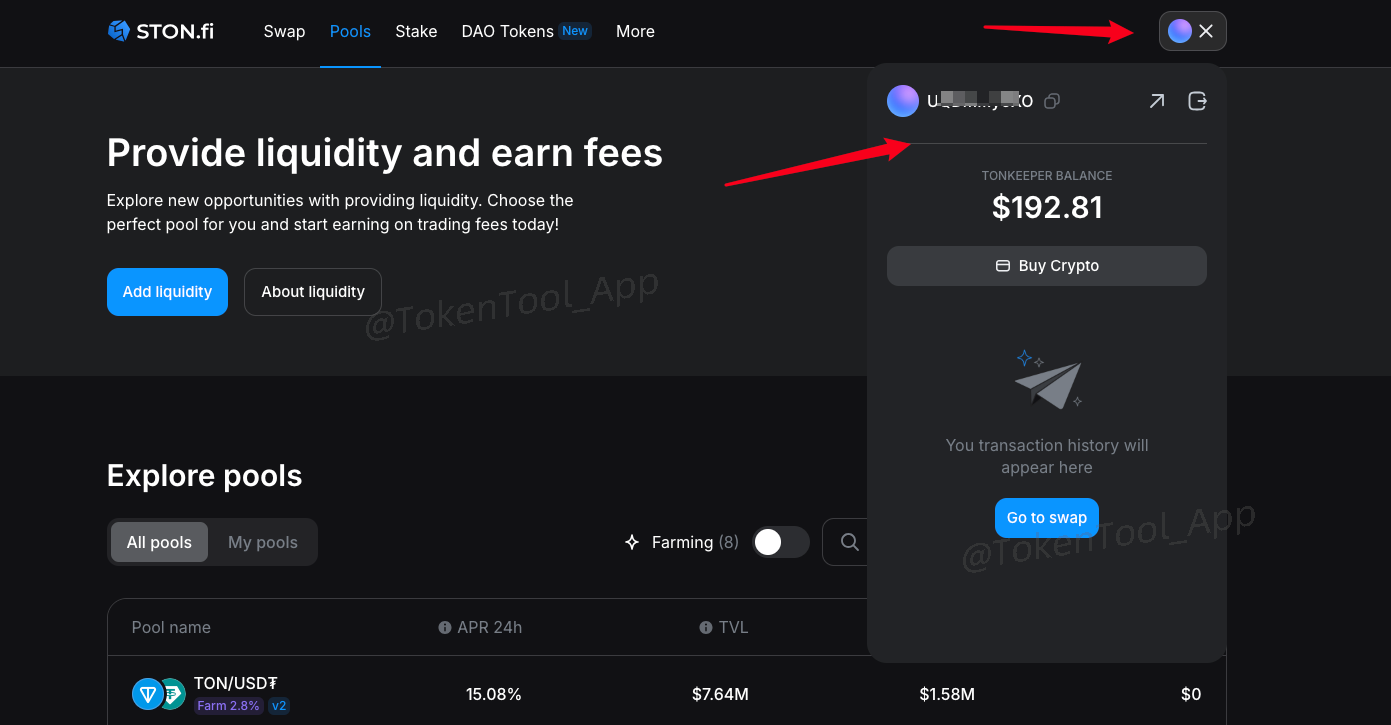 STON.fi
Swap
Pools
Stake
DAO Tokens New
More
Provide liquidity and earn fees
Explore new opportunities with providing liquidity. Choose the
perfect pool for you and start earning on trading fees today!
Add liquidity
About liquidity
@TokenTool_App
TONKEEPER BALANCE
$192.81
Buy Crypto
You transaction history will
appear here
Go to swap
@TokenTool_App
Explore pools
All pools
My pools
Farming (8)
Pool name
APR 24h
TVL
TON/USD₮
Farm 2.8% v2
15.08%
$7.64M
$1.58M
$0